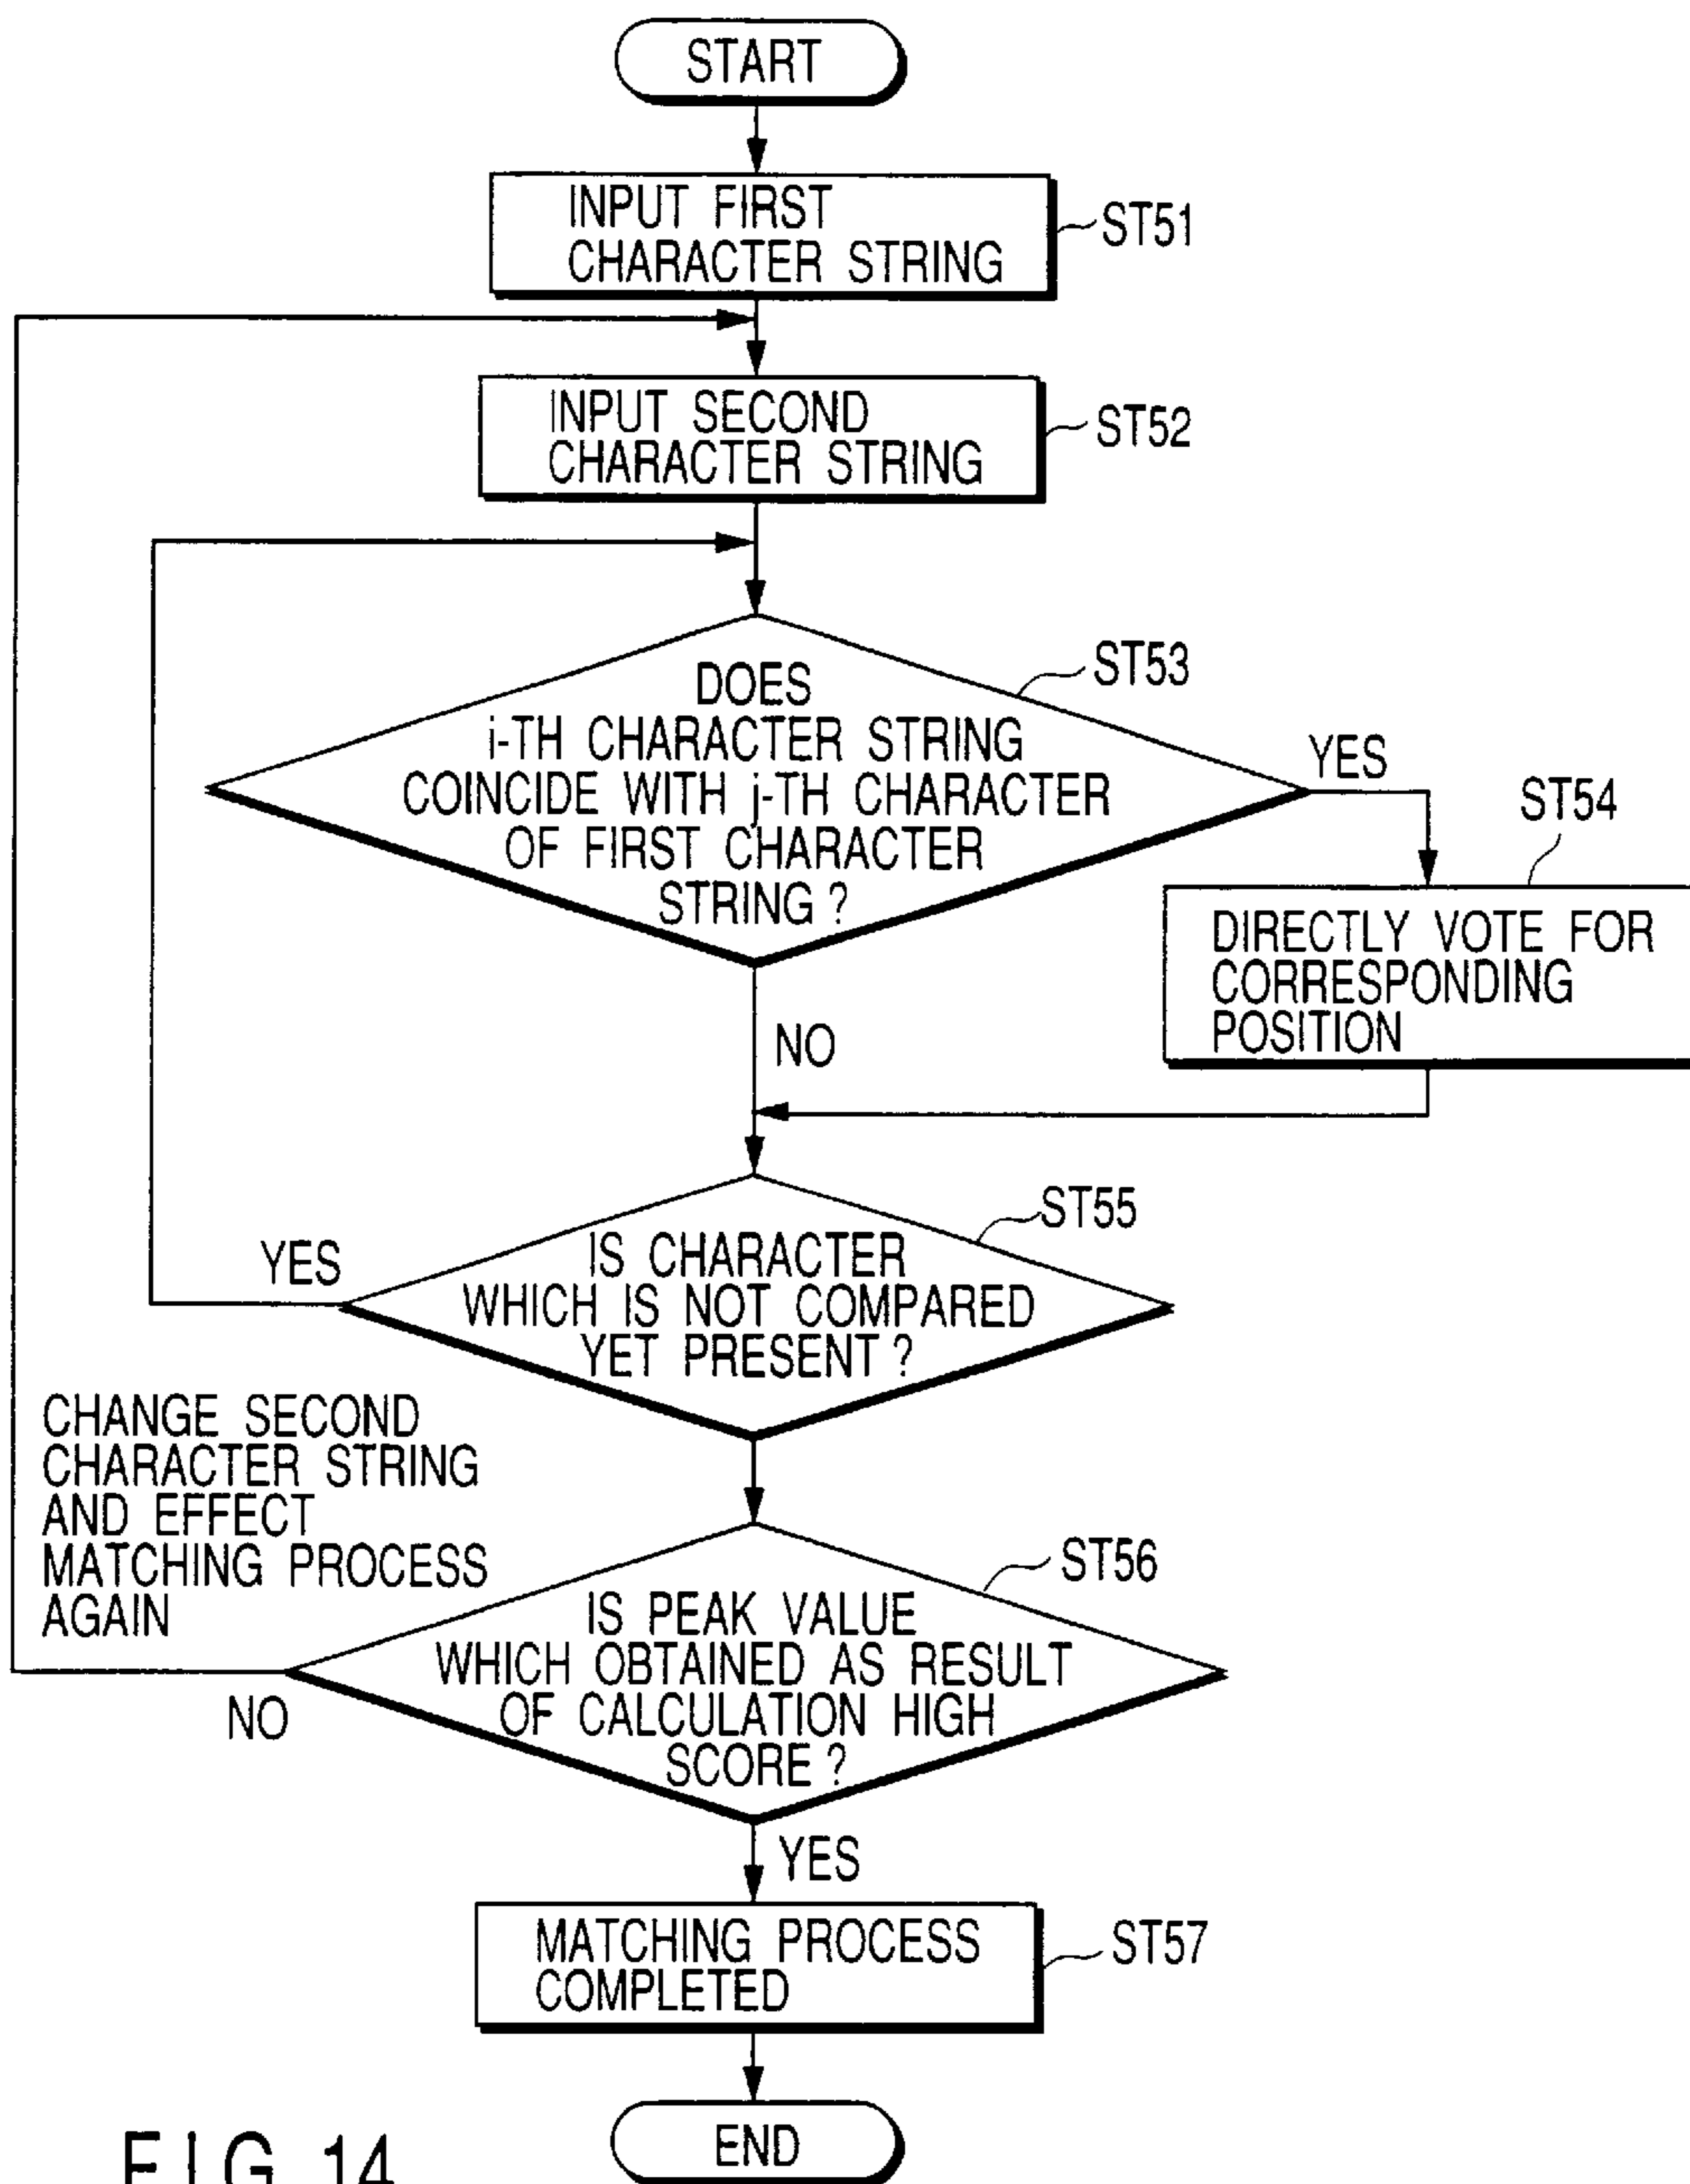 START
INPUT FIRST
CHARACTER STRING
ST51
INPUT SECOND
CHARACTER STRING
ST52
DOES
i-TH CHARACTER STRING
COINCIDE WITH j-TH CHARACTER
OF FIRST CHARACTER
STRING ?
ST53
YES
ST54
DIRECTLY VOTE FOR
CORRESPONDING
POSITION
NO
ST55
IS CHARACTER
WHICH IS NOT COMPARED
YET PRESENT ?
YES
CHANGE SECOND
CHARACTER STRING
AND EFFECT
MATCHING PROCESS
AGAIN
ST56
IS PEAK VALUE
WHICH OBTAINED AS RESULT
OF CALCULATION HIGH
SCORE ?
NO
YES
MATCHING PROCESS
COMPLETED
ST57
END
FIG. 14